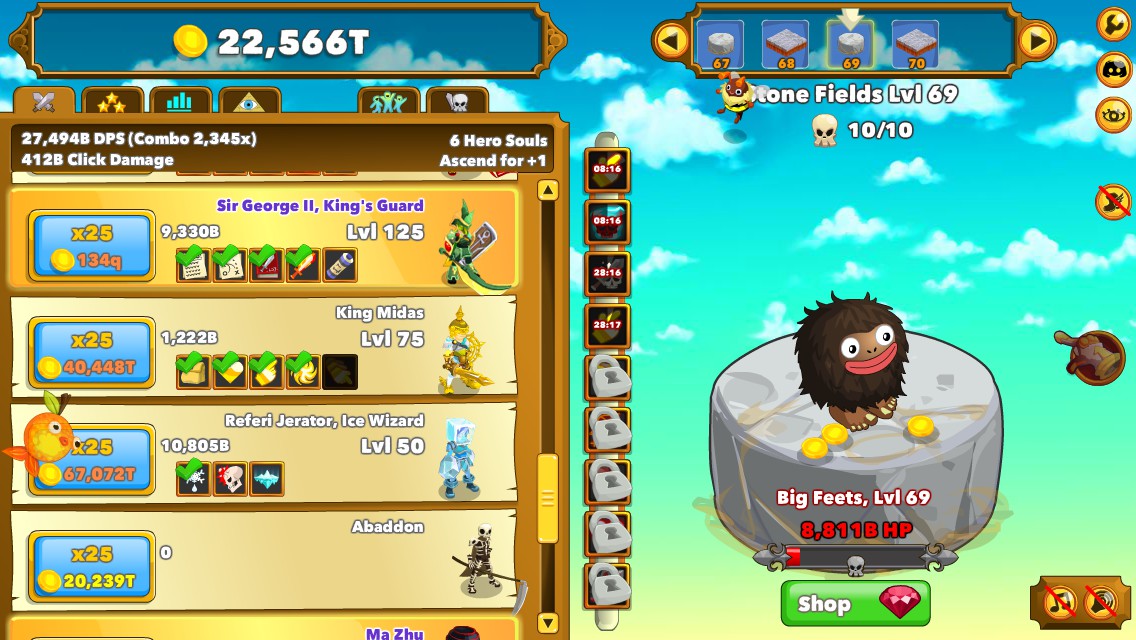 22,566T
67
68
69
70
tone Fields Lvl 69
10/10
27,494B DPS (Combo 2,345x)
6 Hero Souls
412B Click Damage
Ascend for +1
Sir George II, King's Guard
x25
9,330B
Lvl 125
134q
King Midas
x25
1,222B
Lvl 75
40,448T
Referi Jerator, Ice Wizard
x25
10,805B
Lvl 50
67,072T
Abaddon
x25
0
20,239T
Ma Zhu
08:16
08:16
28:16
28:17
Big Feets, Lvl 69
8,811B HP
Shop